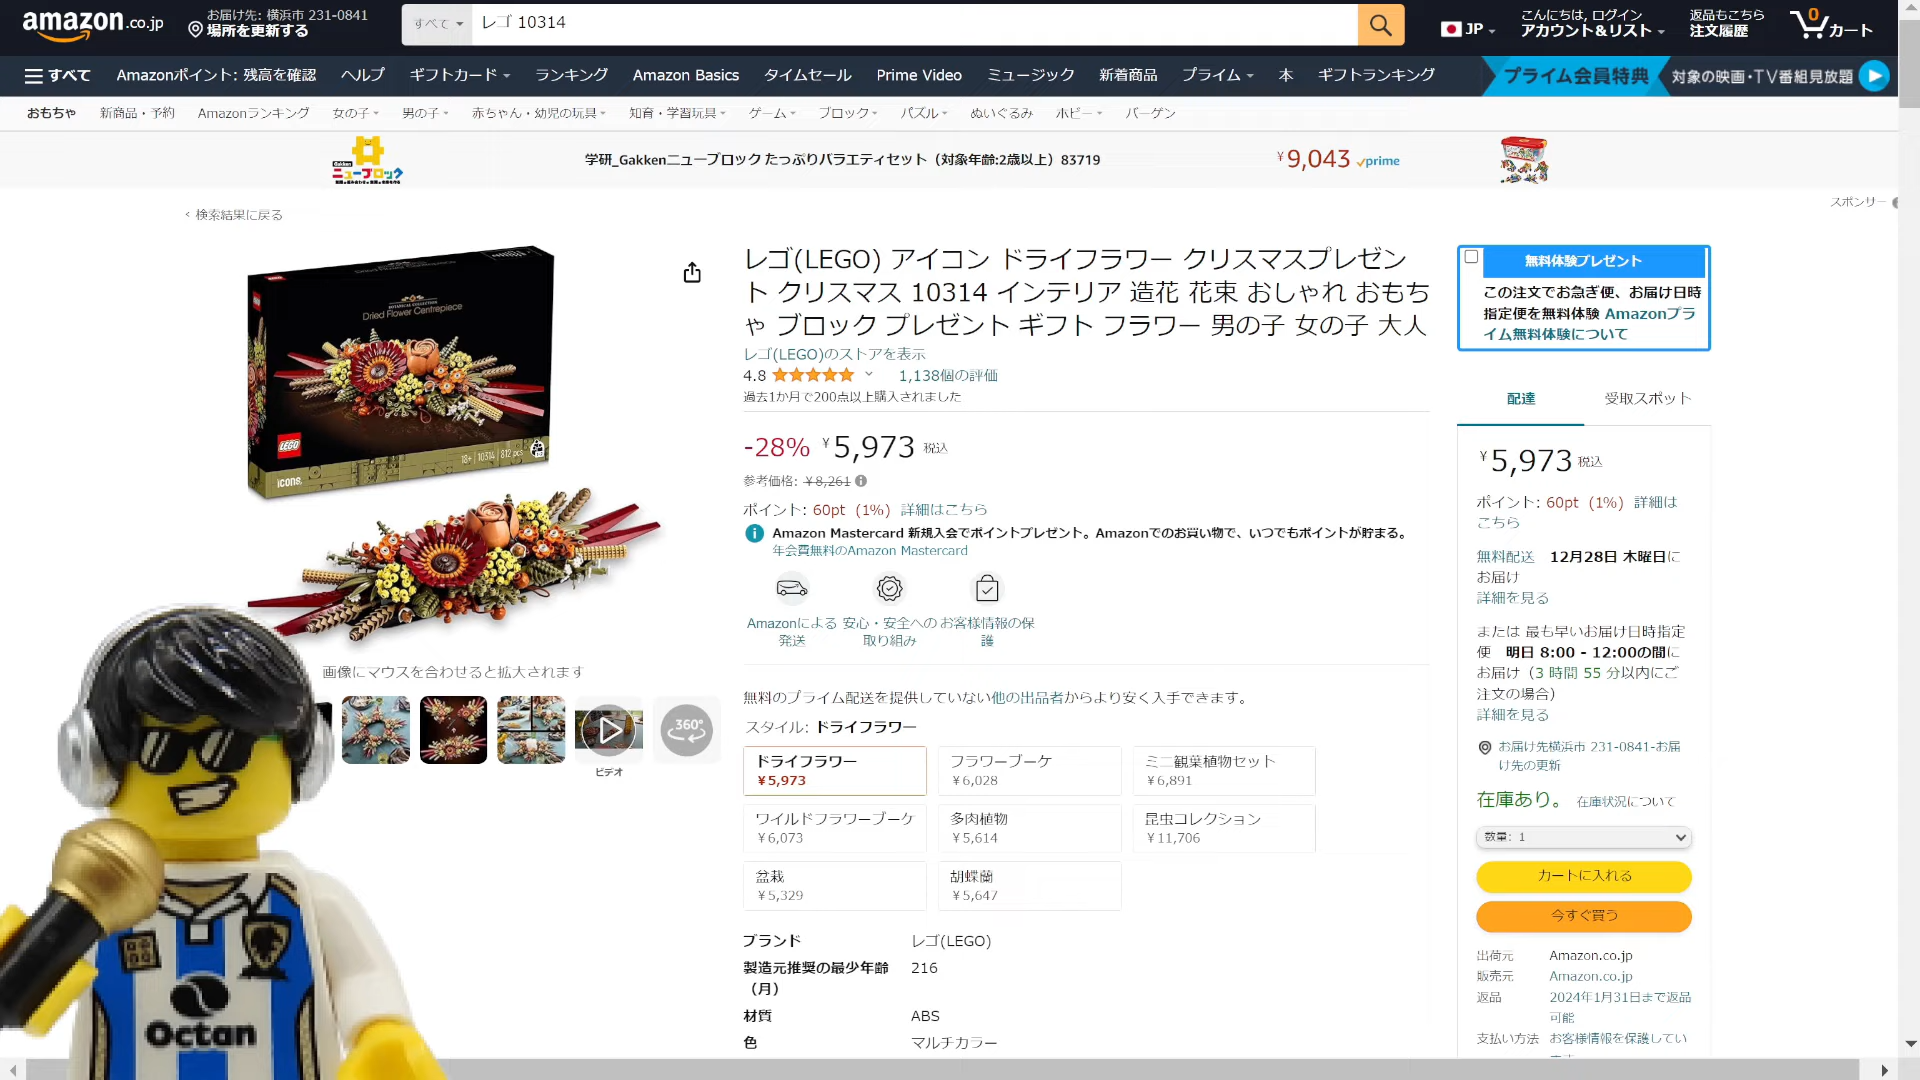 amazon.co.jp
お届け先: 横浜市 231-0841
場所を更新する
すべて
レゴ 10314
JP
こんにちは, ログイン
アカウント&リスト
返品もこちら
注文履歴
0
カート
すべて
Amazonポイント: 残高を確認
ヘルプ
ギフトカード
ランキング
Amazon Basics
タイムセール
Prime Video
ミュージック
新着商品
プライム
本
ギフトランキング
プライム会員特典
対象の映画・TV番組見放題
おもちゃ
新商品・予約
Amazonランキング
女の子
男の子
赤ちゃん・幼児の玩具
知育・学習玩具
ゲーム
ブロック
パズル
ぬいぐるみ
ホビー
バーゲン
Gakken
ニューブロック
学研_Gakkenニューブロック たっぷりバラエティセット（対象年齢:2歳以上）83719
¥9,043 prime
スポンサー
‹ 検索結果に戻る
Dried Flower Centrepiece
BOTANICAL COLLECTION
Dried Flower Centrepiece
LEGO
18+ | 10314 | 812 pcs
ICONS.
画像にマウスを合わせると拡大されます
360°
ビデオ
Octan
レゴ(LEGO) アイコン ドライフラワー クリスマスプレゼン
ト クリスマス 10314 インテリア 造花 花束 おしゃれ おもち
ゃ ブロック プレゼント ギフト フラワー 男の子 女の子 大人
レゴ(LEGO)のストアを表示
4.8
1,138個の評価
過去1か月で200点以上購入されました
-28% ¥5,973 税込
参考価格: ¥8,261
ポイント: 60pt (1%) 詳細はこちら
Amazon Mastercard 新規入会でポイントプレゼント。Amazonでのお買い物で、いつでもポイントが貯まる。
年会費無料のAmazon Mastercard
Amazonによる
発送
安心・安全への
取り組み
お客様情報の保
護
無料のプライム配送を提供していない他の出品者からより安く入手できます。
スタイル: ドライフラワー
ドライフラワー
¥5,973
フラワーブーケ
¥6,028
ミニ観葉植物セット
¥6,891
ワイルドフラワーブーケ
¥6,073
多肉植物
¥5,614
昆虫コレクション
¥11,706
盆栽
¥5,329
胡蝶蘭
¥5,647
ブランド レゴ(LEGO)
製造元推奨の最少年齢 216
（月）
材質 ABS
色 マルチカラー
無料体験プレゼント
この注文でお急ぎ便、お届け日時
指定便を無料体験 Amazonプラ
イム無料体験について
配達
受取スポット
¥5,973 税込
ポイント: 60pt (1%) 詳細は
こちら
無料配送 12月28日 木曜日に
お届け
詳細を見る
または 最も早いお届け日時指定
便 明日 8:00 - 12:00の間に
お届け（3 時間 55 分以内にご
注文の場合）
詳細を見る
お届け先横浜市 231-0841-お届
け先の更新
在庫あり。 在庫状況について
数量: 1
カートに入れる
今すぐ買う
出荷元 Amazon.co.jp
販売元 Amazon.co.jp
返品 2024年1月31日まで返品
可能
支払い方法 お客様情報を保護してい